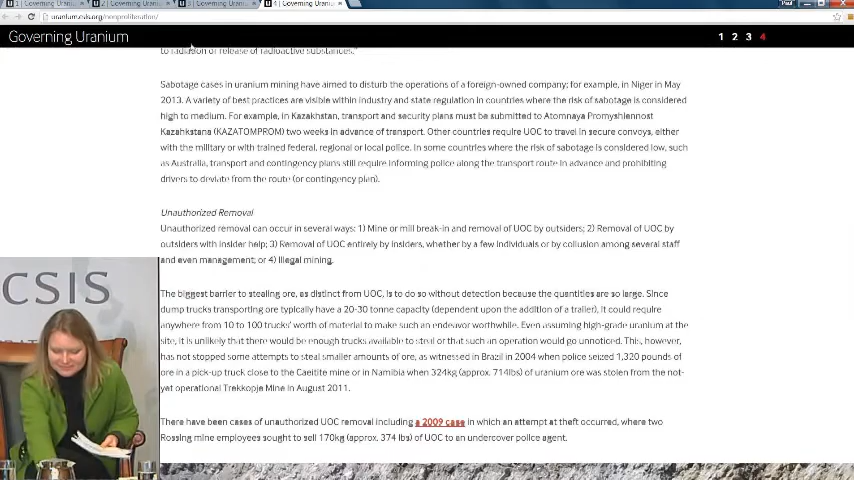 1 | Governing Uranium
2 | Governing Uranium
3 | Governing Uranium
4 | Governing Uranium
Paul
uranium.csis.org/nonproliferation/
Governing Uranium
1 2 3 4
to radiation or release of radioactive substances."
Sabotage cases in uranium mining have aimed to disturb the operations of a foreign-owned company; for example, in Niger in May
2013. A variety of best practices are visible within industry and state regulation in countries where the risk of sabotage is considered
high to medium. For example, in Kazakhstan, transport and security plans must be submitted to Atomnaya Promyshlennost
Kazahkstana (KAZATOMPROM) two weeks in advance of transport. Other countries require UOC to travel in secure convoys, either
with the military or with trained federal, regional or local police. In some countries where the risk of sabotage is considered low, such
as Australia, transport and contingency plans still require informing police along the transport route in advance and prohibiting
drivers to deviate from the route (or contingency plan).
Unauthorized Removal
Unauthorized removal can occur in several ways: 1) Mine or mill break-in and removal of UOC by outsiders; 2) Removal of UOC by
outsiders with insider help; 3) Removal of UOC entirely by insiders, whether by a few individuals or by collusion among several staff
and even management; or 4) Illegal mining.
The biggest barrier to stealing ore, as distinct from UOC, is to do so without detection because the quantities are so large. Since
dump trucks transporting ore typically have a 20-30 tonne capacity (dependent upon the addition of a trailer), it could require
anywhere from 10 to 100 trucks' worth of material to make such an endeavor worthwhile. Even assuming high-grade uranium at the
site, it is unlikely that there would be enough trucks available to steal or that such an operation would go unnoticed. This, however,
has not stopped some attempts to steal smaller amounts of ore, as witnessed in Brazil in 2004 when police seized 1,320 pounds of
ore in a pick-up truck close to the Caeitite mine or in Namibia when 324kg (approx. 714lbs) of uranium ore was stolen from the not-
yet operational Trekkopje Mine in August 2011.
There have been cases of unauthorized UOC removal including a 2009 case in which an attempt at theft occurred, where two
Rossing mine employees sought to sell 170kg (approx. 374 lbs) of UOC to an undercover police agent.
CSIS